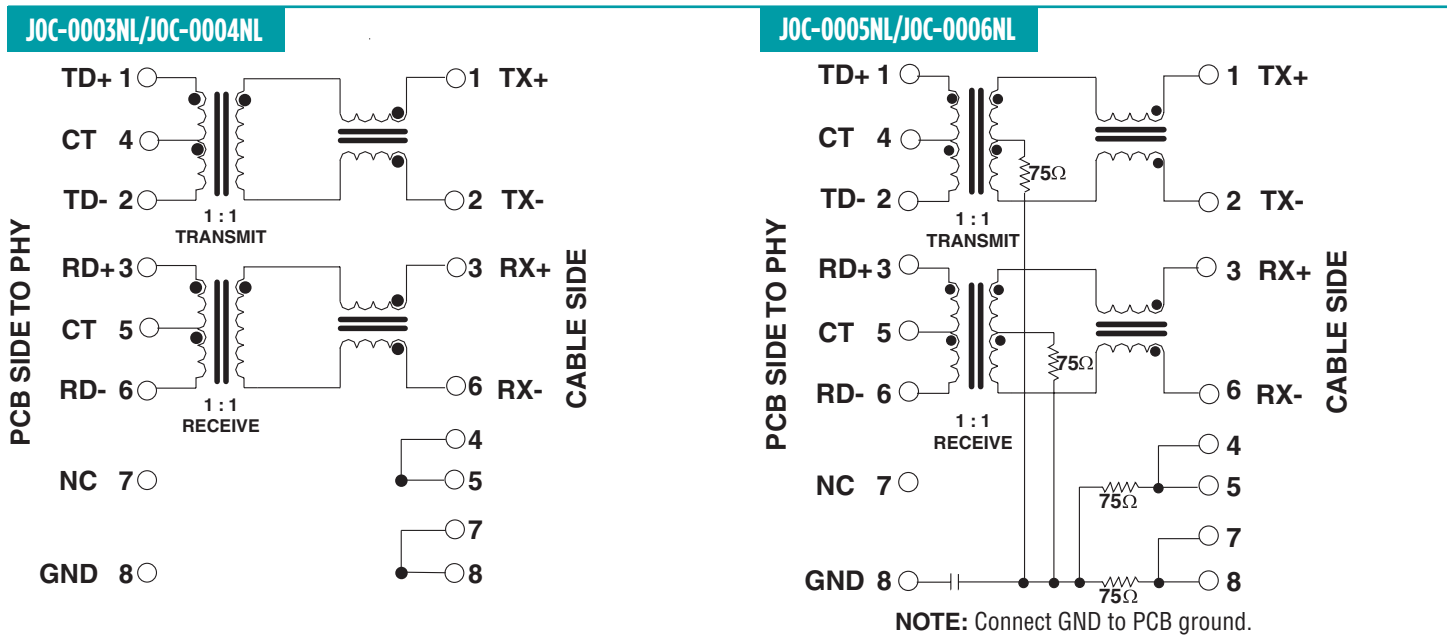 J0C-0003NL/J0C-0004NL
TD+ 1
1 TX+
CT 4
TD- 2
2 TX-
1 : 1
TRANSMIT
RD+ 3
3 RX+
CT 5
RD- 6
6 RX-
1 : 1
RECEIVE
4
NC 7
5
7
GND 8
8
PCB SIDE TO PHY
CABLE SIDE
J0C-0005NL/J0C-0006NL
TD+ 1
1 TX+
CT 4
75Ω
TD- 2
2 TX-
1 : 1
TRANSMIT
RD+ 3
3 RX+
CT 5
75Ω
RD- 6
6 RX-
1 : 1
RECEIVE
4
NC 7
5
75Ω
7
GND 8
8
75Ω
PCB SIDE TO PHY
CABLE SIDE
NOTE: Connect GND to PCB ground.